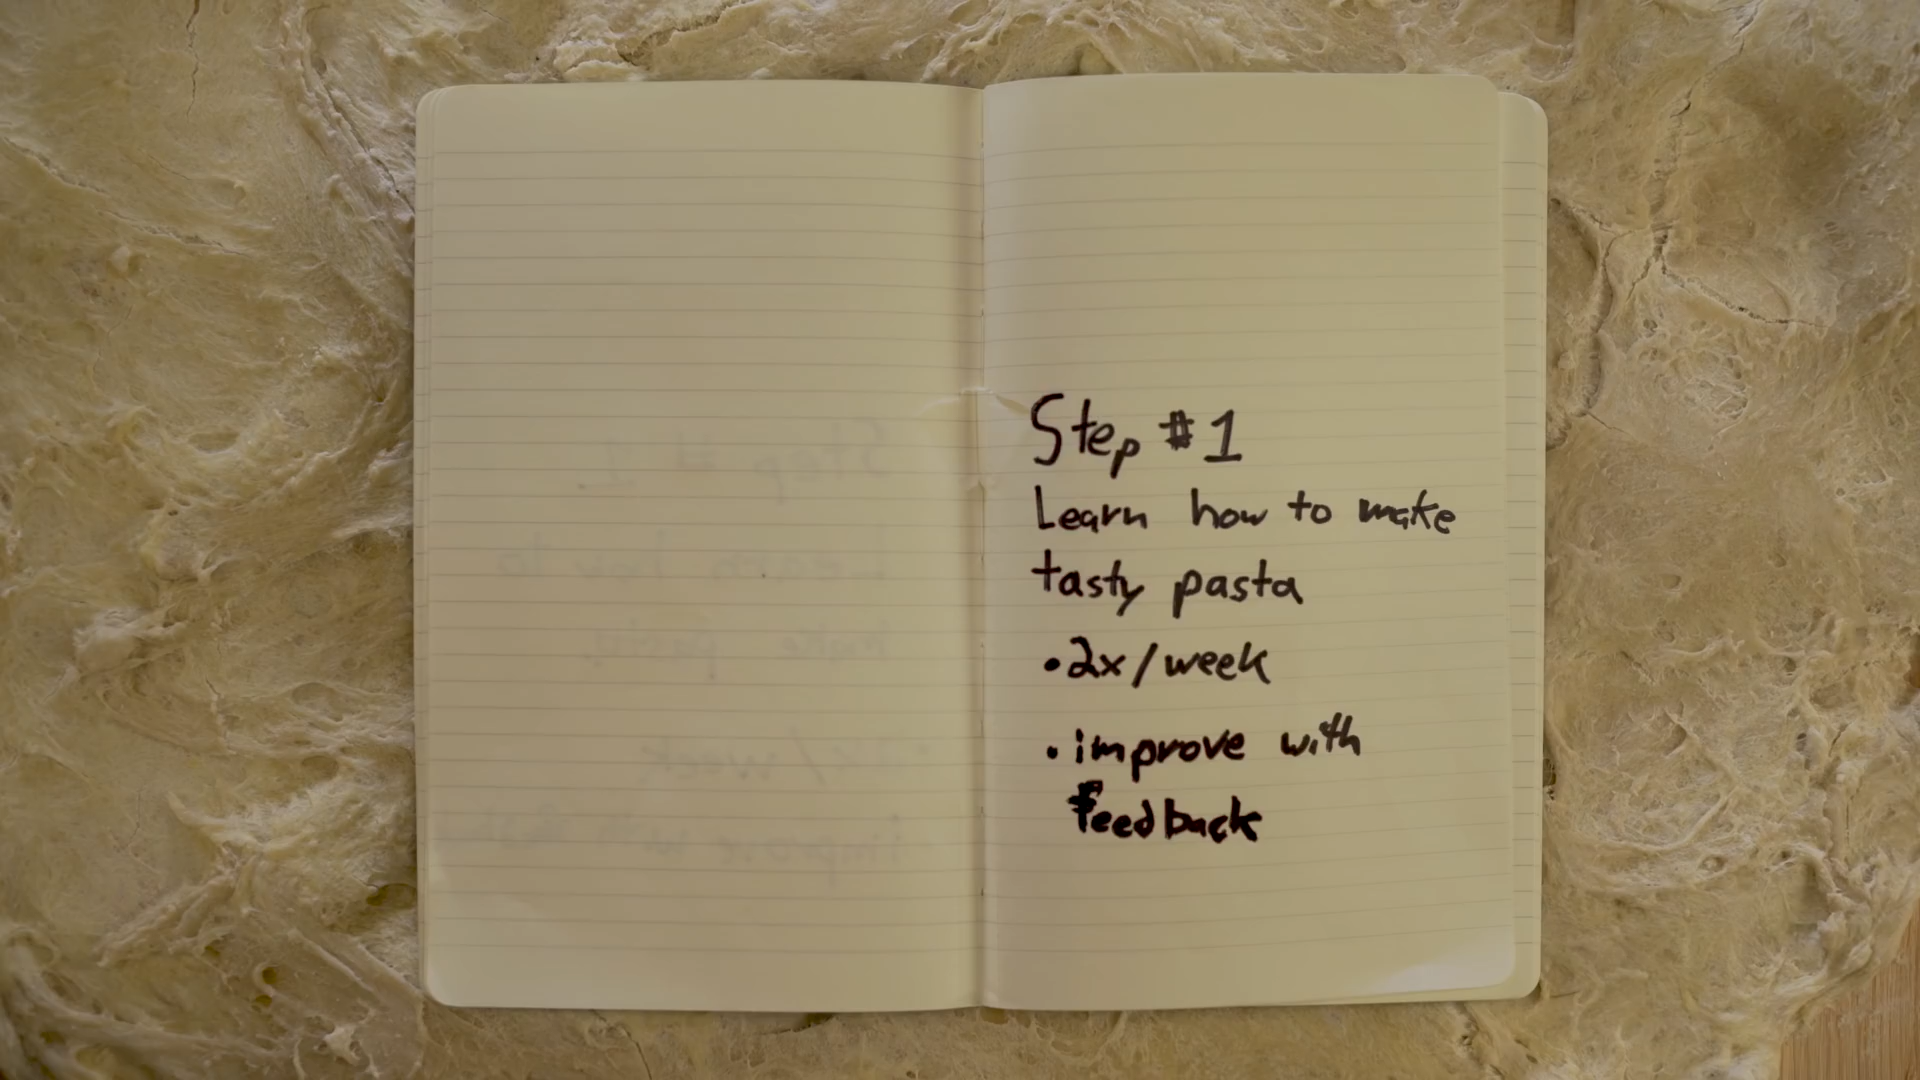 Step #1
Learn how to make
tasty pasta
•2x/week
•improve with
feedback